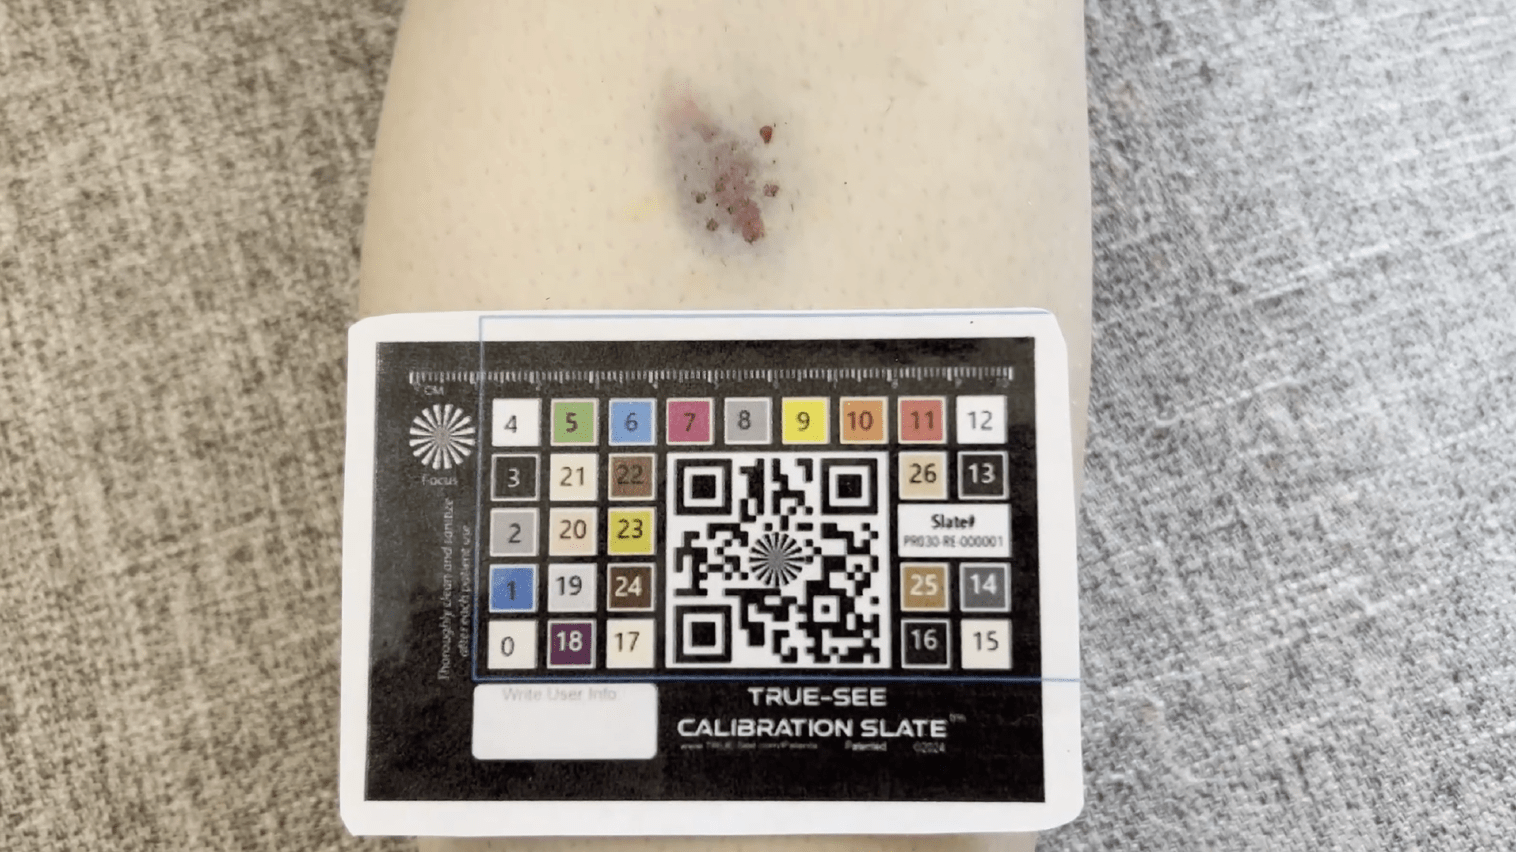 CM
4 5 6 7 8 9 10 11 12
Focus
3 21 22 26 13
2 20 23
Slate#
PR030-RE-000001
1 19 24 25 14
0 18 17 16 15
Thoroughly clean and sanitize
after each patient use
Write User Info
TRUE-SEE
CALIBRATION SLATE
Patented ©2024